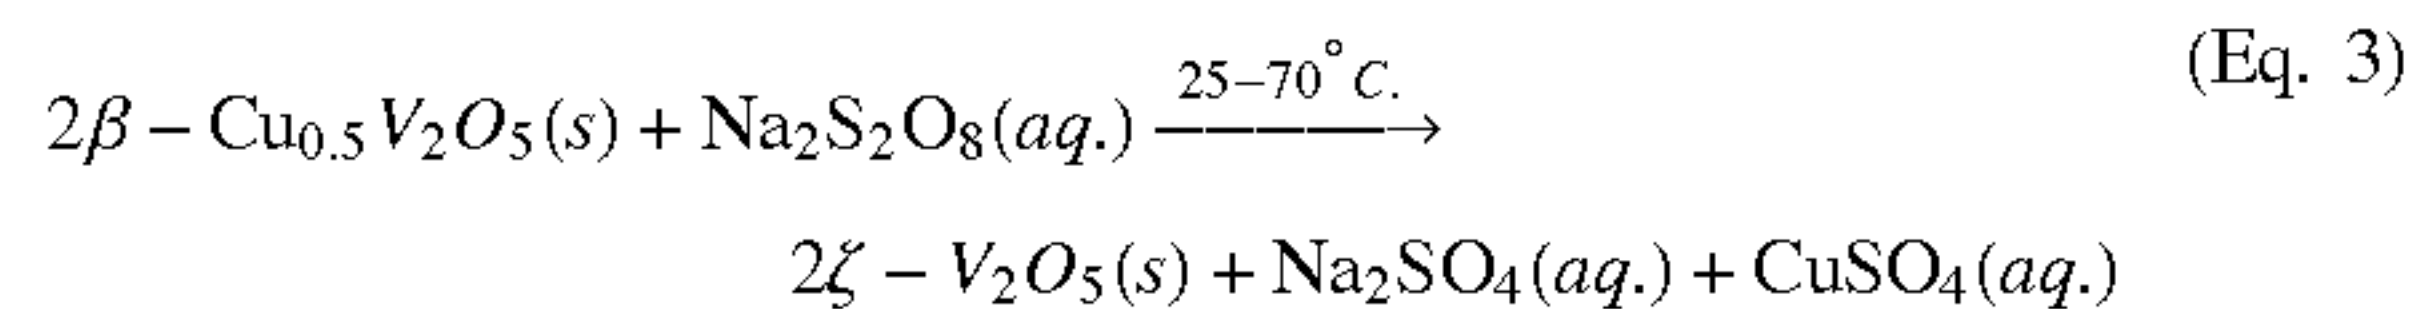 2β – Cu₀.₅V₂O₅(s) + Na₂S₂O₈(aq.) —25–70° C.→ (Eq. 3)
2ζ – V₂O₅(s) + Na₂SO₄(aq.) + CuSO₄(aq.)